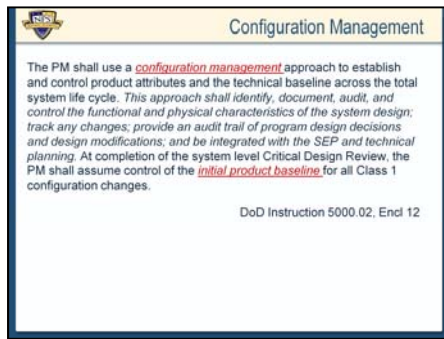 NPS
Configuration Management
The PM shall use a configuration management approach to establish
and control product attributes and the technical baseline across the total
system life cycle. This approach shall identify, document, audit, and
control the functional and physical characteristics of the system design;
track any changes; provide an audit trail of program design decisions
and design modifications; and be integrated with the SEP and technical
planning. At completion of the system level Critical Design Review, the
PM shall assume control of the initial product baseline for all Class 1
configuration changes.
DoD Instruction 5000.02, Encl 12